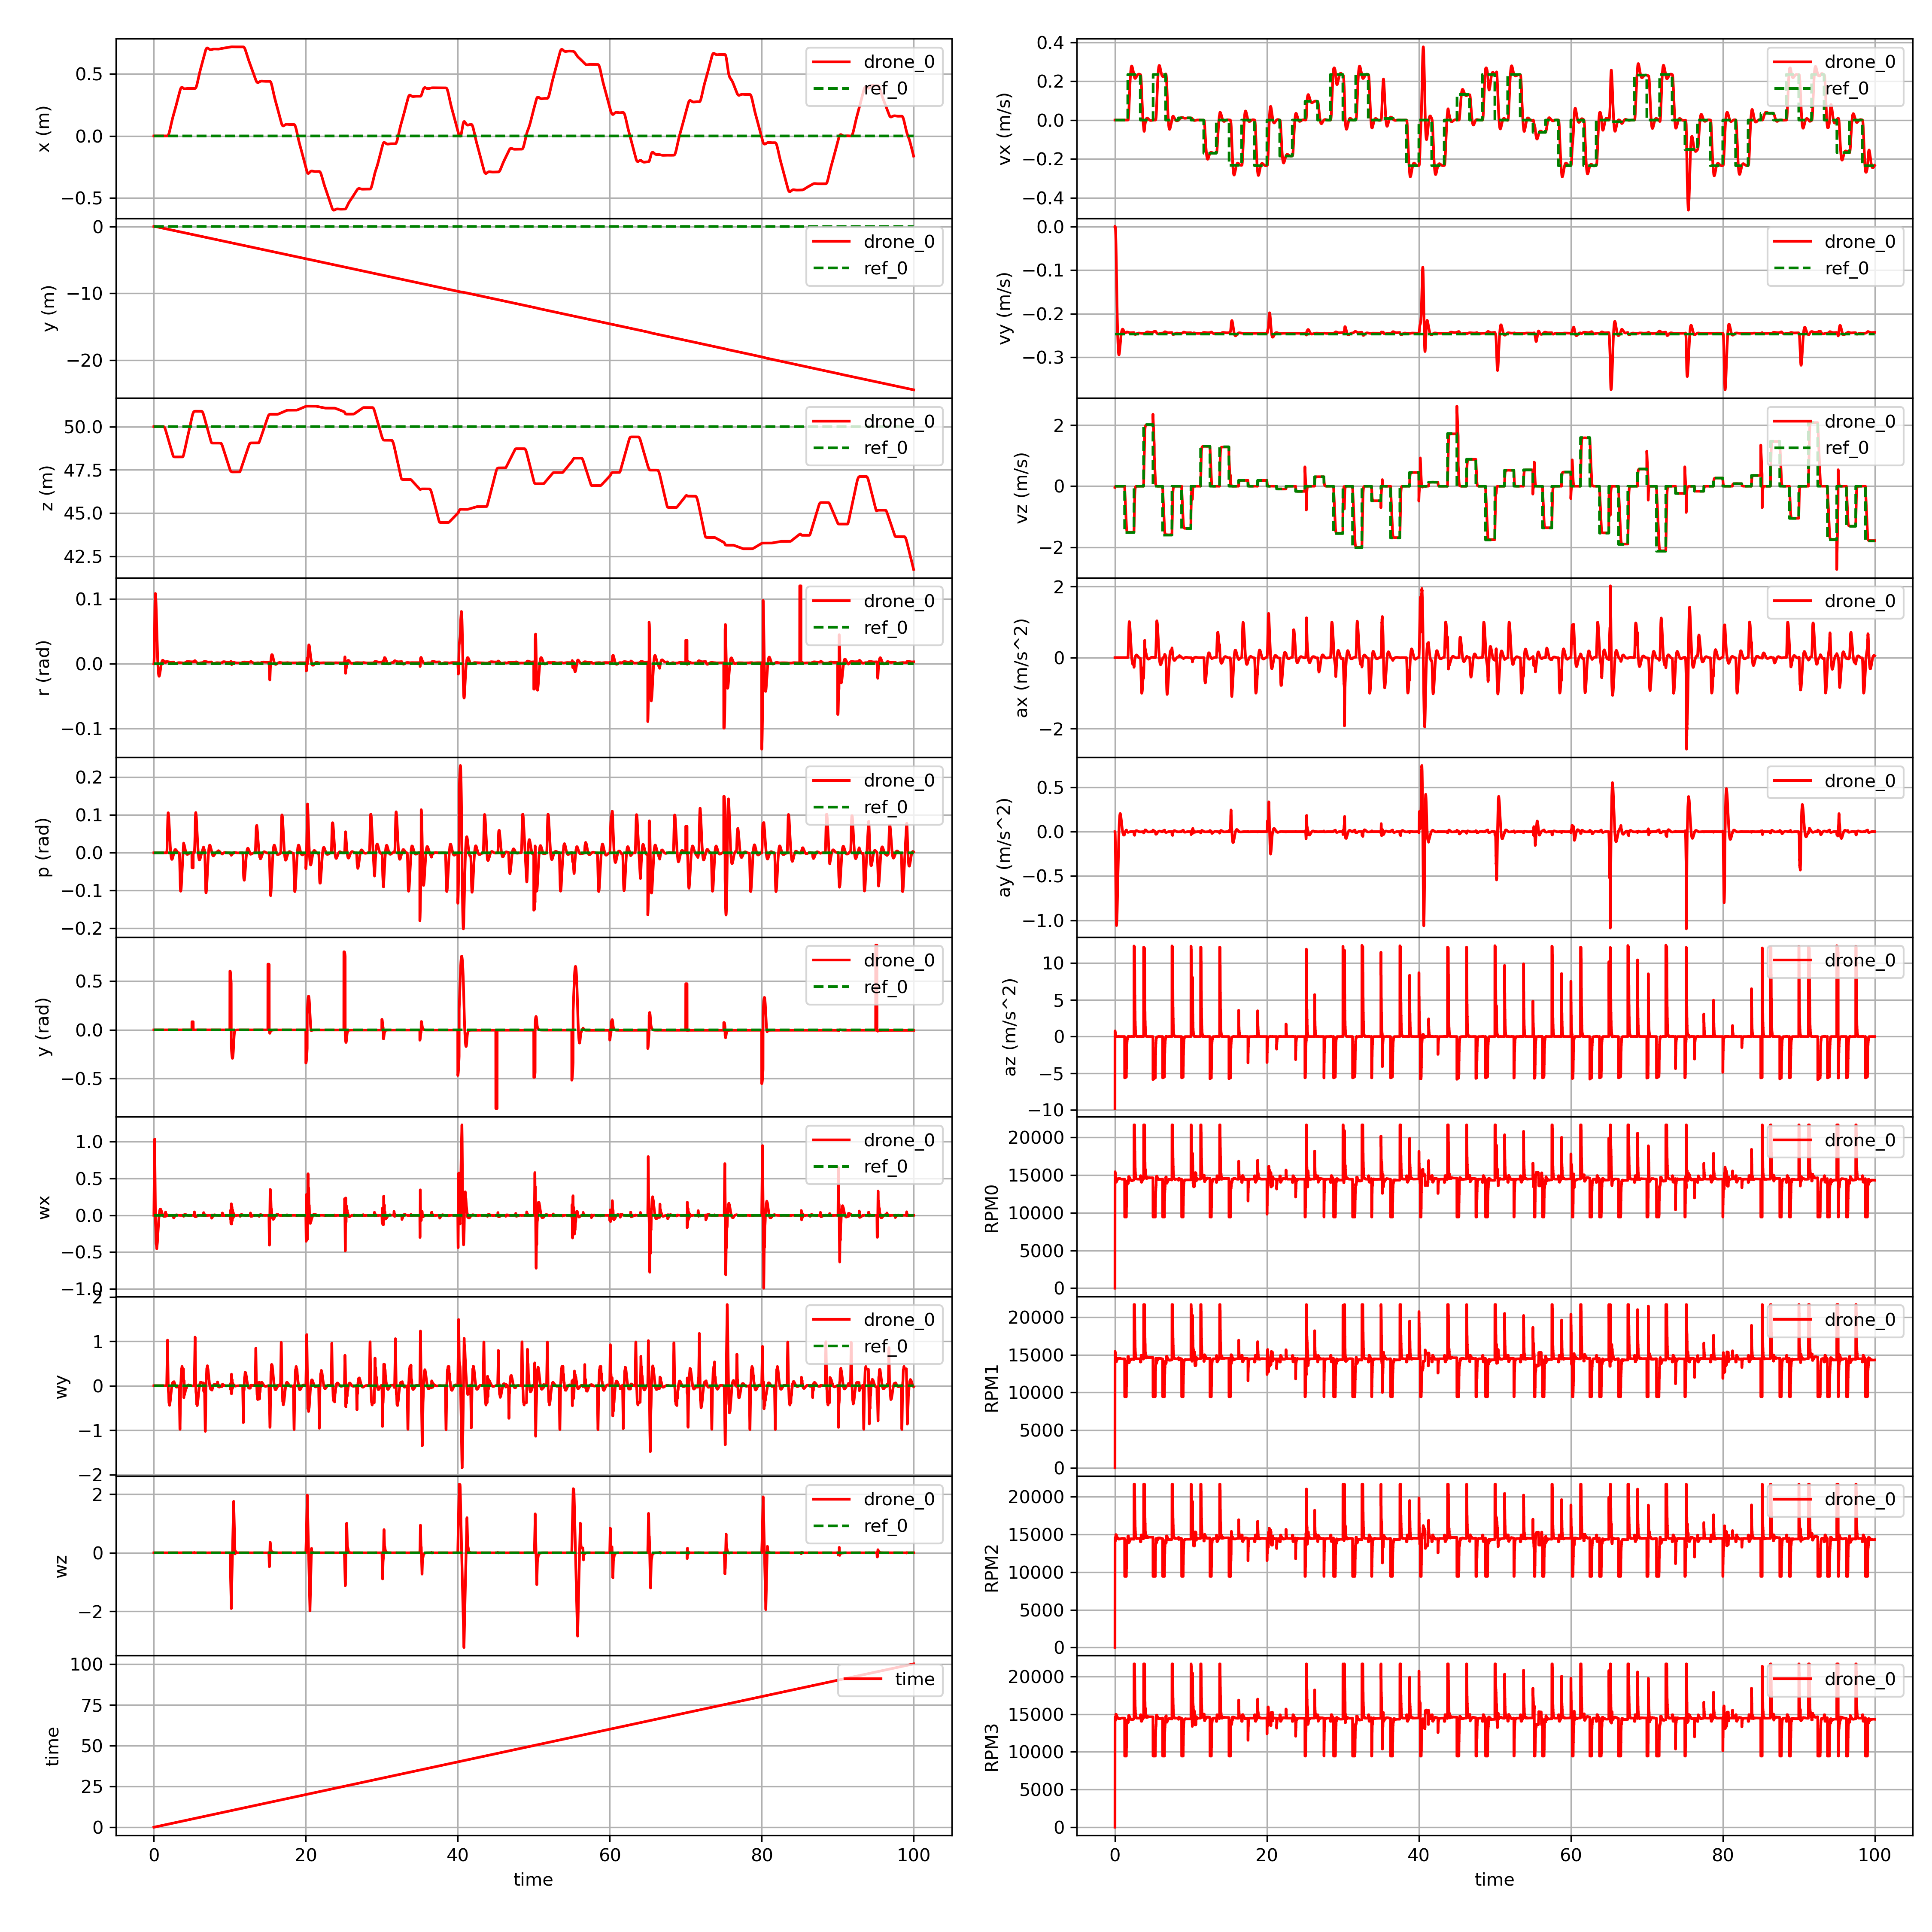 x (m)
0.5
0.0
−0.5
drone_0
ref_0
y (m)
0
−10
−20
drone_0
ref_0
z (m)
50.0
47.5
45.0
42.5
drone_0
ref_0
r (rad)
0.1
0.0
−0.1
drone_0
ref_0
p (rad)
0.2
0.1
0.0
−0.1
−0.2
drone_0
ref_0
y (rad)
0.5
0.0
−0.5
drone_0
ref_0
wx
1.0
0.5
0.0
−0.5
−1.0
drone_0
ref_0
wy
2
1
0
−1
−2
drone_0
ref_0
wz
2
0
−2
drone_0
ref_0
time
100
75
50
25
0
time
0 20 40 60 80 100
time
vx (m/s)
0.4
0.2
0.0
−0.2
−0.4
drone_0
ref_0
vy (m/s)
0.0
−0.1
−0.2
−0.3
drone_0
ref_0
vz (m/s)
2
0
−2
drone_0
ref_0
ax (m/s^2)
2
0
−2
drone_0
ay (m/s^2)
0.5
0.0
−0.5
−1.0
drone_0
az (m/s^2)
10
5
0
−5
−10
drone_0
RPM0
20000
15000
10000
5000
0
drone_0
RPM1
20000
15000
10000
5000
0
drone_0
RPM2
20000
15000
10000
5000
0
drone_0
RPM3
20000
15000
10000
5000
0
drone_0
0 20 40 60 80 100
time